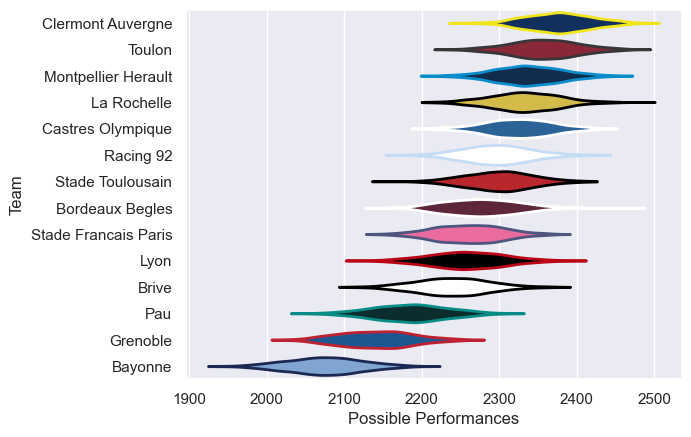 Clermont Auvergne
Toulon
Montpellier Herault
La Rochelle
Castres Olympique
Racing 92
Stade Toulousain
Bordeaux Begles
Stade Francais Paris
Lyon
Brive
Pau
Grenoble
Bayonne
Team
1900 2000 2100 2200 2300 2400 2500
Possible Performances